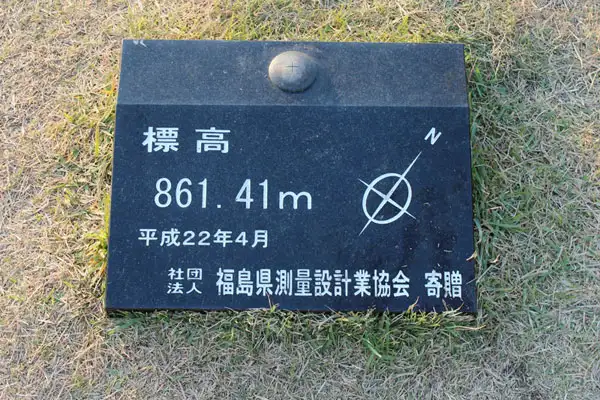 標高
N
861.41m
平成22年4月
社団法人 福島県測量設計業協会 寄贈